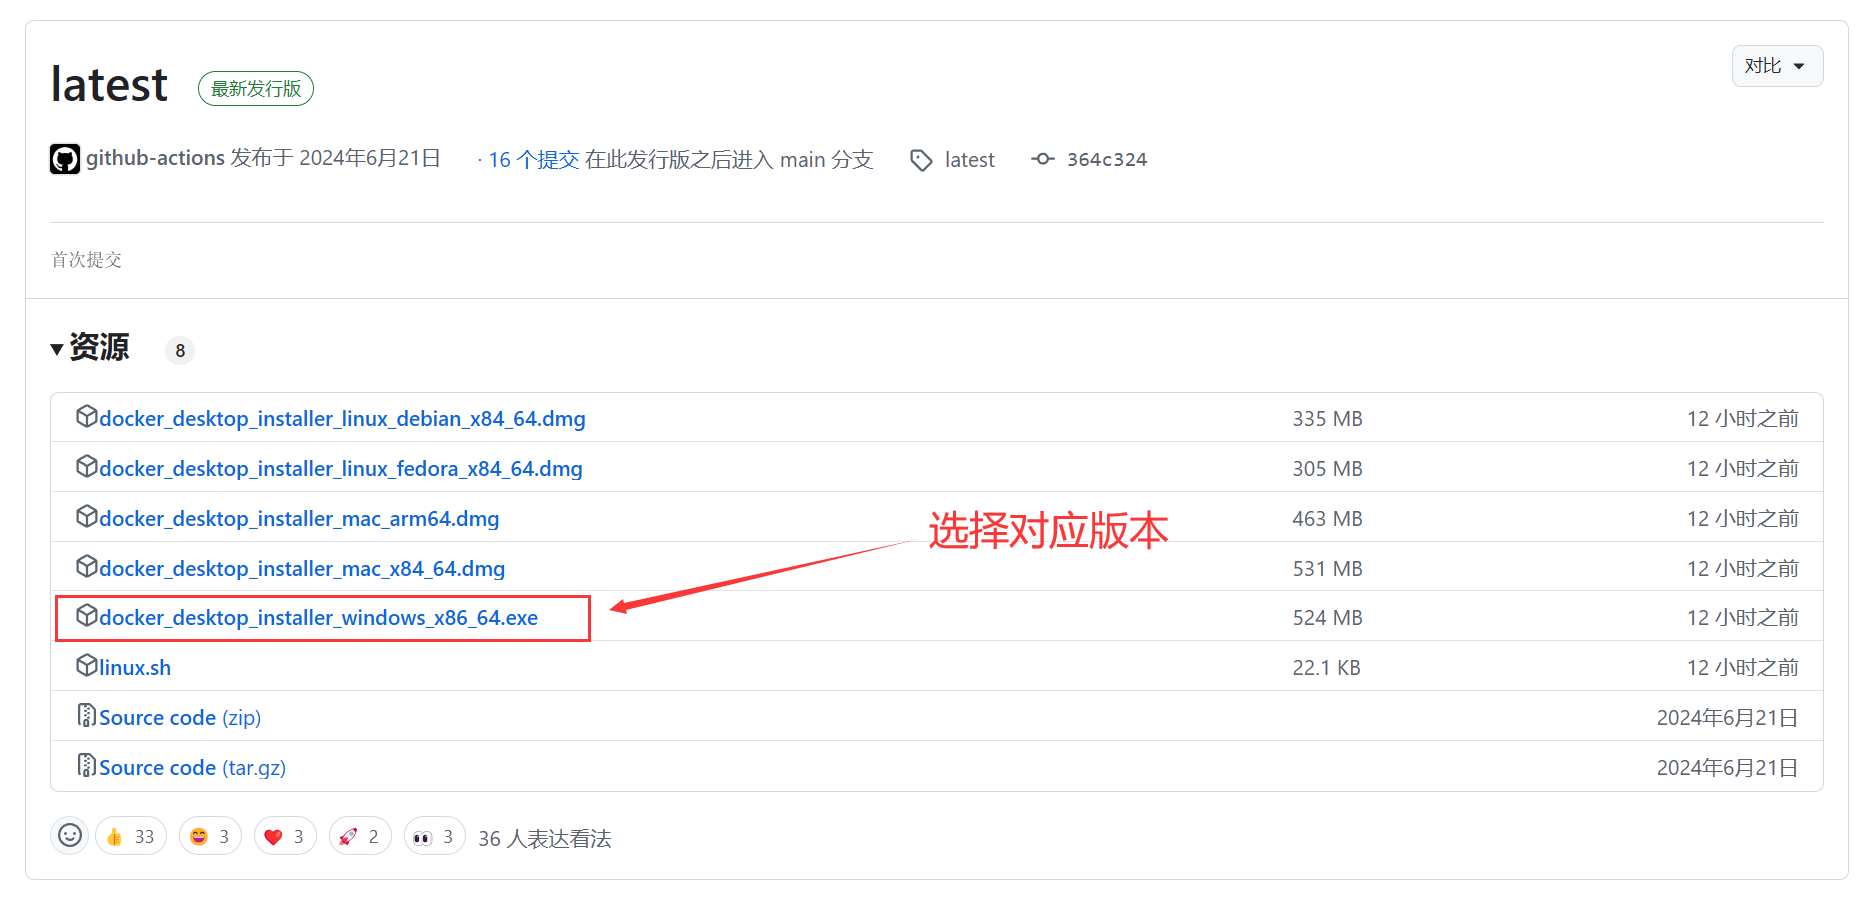 latest 最新发行版 对比
github-actions 发布于 2024年6月21日 · 16 个提交 在此发行版之后进入 main 分支 latest 364c324
首次提交
资源 8
docker_desktop_installer_linux_debian_x84_64.dmg 335 MB 12 小时之前
docker_desktop_installer_linux_fedora_x84_64.dmg 305 MB 12 小时之前
docker_desktop_installer_mac_arm64.dmg 463 MB 12 小时之前
选择对应版本
docker_desktop_installer_mac_x84_64.dmg 531 MB 12 小时之前
docker_desktop_installer_windows_x86_64.exe 524 MB 12 小时之前
linux.sh 22.1 KB 12 小时之前
Source code (zip) 2024年6月21日
Source code (tar.gz) 2024年6月21日
33 3 3 2 3 36 人表达看法